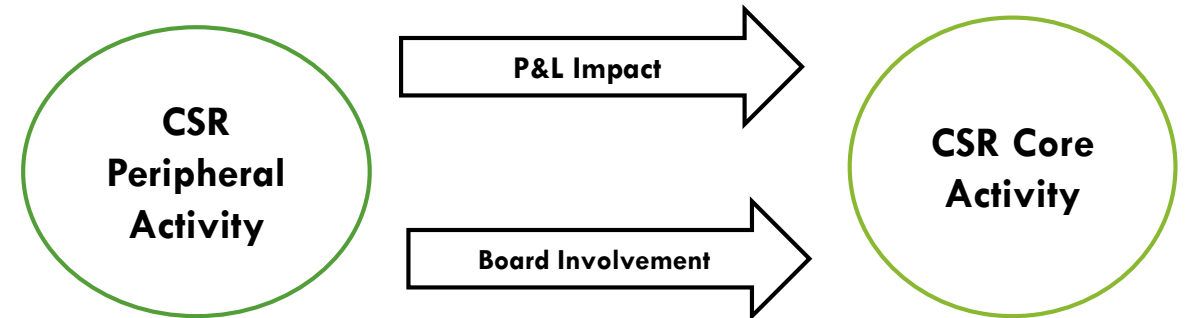 CSR
Peripheral
Activity
P&L Impact
Board Involvement
CSR Core
Activity